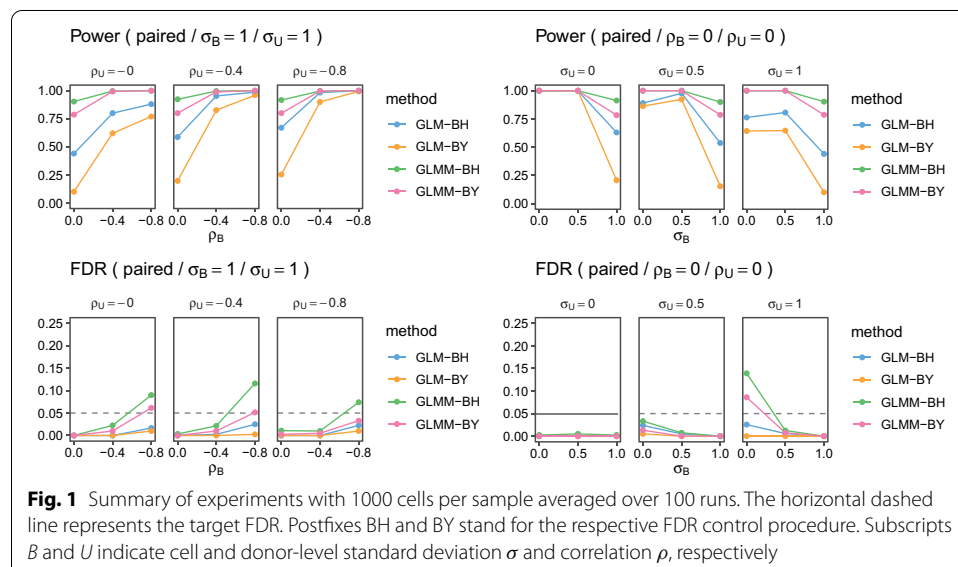 Power ( paired / σB = 1 / σU = 1 )
ρU = −0 ρU = −0.4 ρU = −0.8
1.00
0.75
0.50
0.25
0.00
0.0 −0.4 −0.8 0.0 −0.4 −0.8 0.0 −0.4 −0.8
ρB
method
GLM−BH
GLM−BY
GLMM−BH
GLMM−BY
Power ( paired / ρB = 0 / ρU = 0 )
σU = 0 σU = 0.5 σU = 1
1.00
0.75
0.50
0.25
0.00
0.0 0.5 1.0 0.0 0.5 1.0 0.0 0.5 1.0
σB
method
GLM−BH
GLM−BY
GLMM−BH
GLMM−BY
FDR ( paired / σB = 1 / σU = 1 )
ρU = −0 ρU = −0.4 ρU = −0.8
0.25
0.20
0.15
0.10
0.05
0.00
0.0 −0.4 −0.8 0.0 −0.4 −0.8 0.0 −0.4 −0.8
ρB
method
GLM−BH
GLM−BY
GLMM−BH
GLMM−BY
FDR ( paired / ρB = 0 / ρU = 0 )
σU = 0 σU = 0.5 σU = 1
0.25
0.20
0.15
0.10
0.05
0.00
0.0 0.5 1.0 0.0 0.5 1.0 0.0 0.5 1.0
σB
method
GLM−BH
GLM−BY
GLMM−BH
GLMM−BY
Fig. 1 Summary of experiments with 1000 cells per sample averaged over 100 runs. The horizontal dashed
line represents the target FDR. Postfixes BH and BY stand for the respective FDR control procedure. Subscripts
B and U indicate cell and donor-level standard deviation σ and correlation ρ, respectively